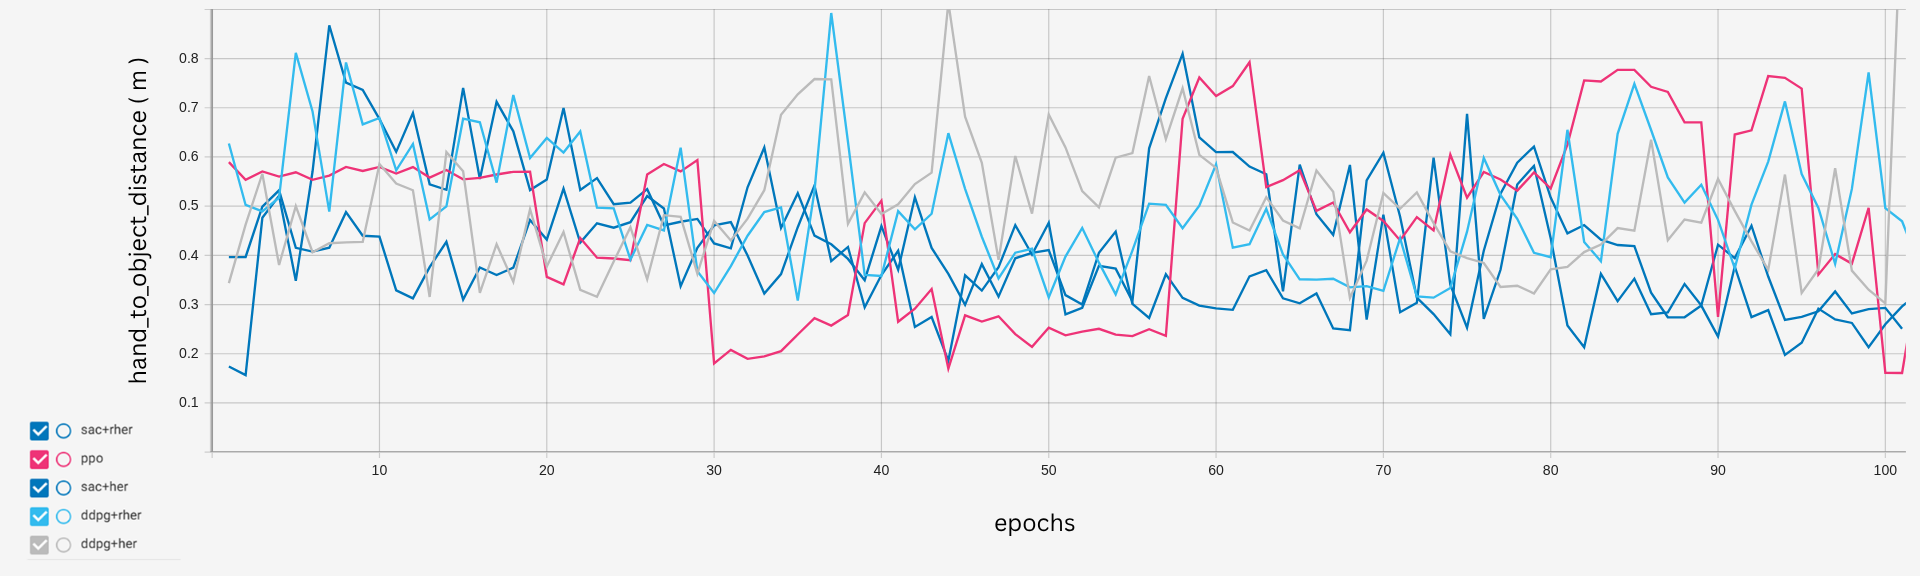 hand_to_object_distance ( m )
0.8
0.7
0.6
0.5
0.4
0.3
0.2
0.1
10 20 30 40 50 60 70 80 90 100
epochs
sac+rher
ppo
sac+her
ddpg+rher
ddpg+her